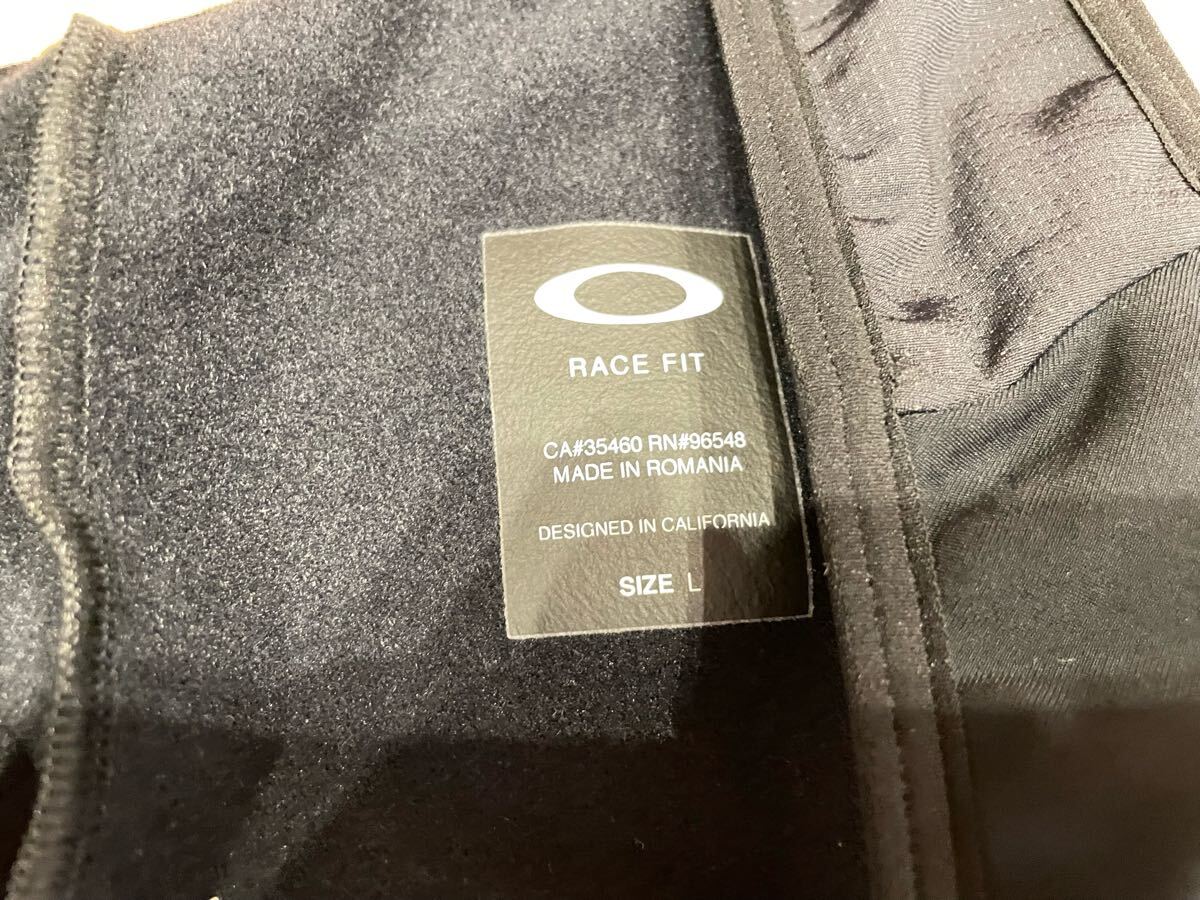 RACE FIT
CA#35460 RN#96548
MADE IN ROMANIA
DESIGNED IN CALIFORNIA
SIZE L